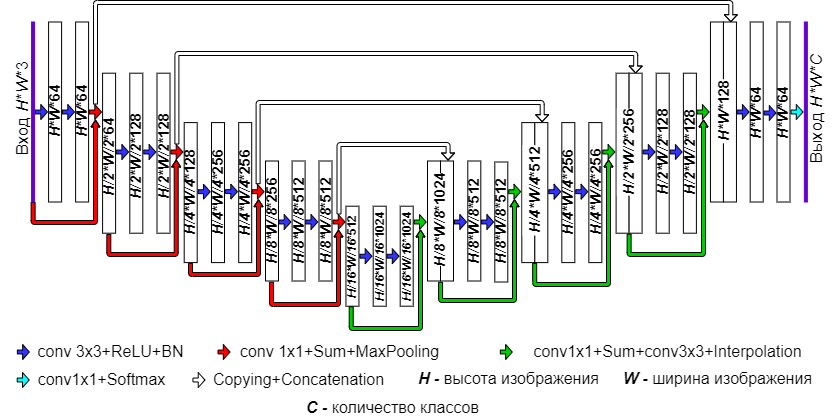 Вход H*W*3
H*W*64
H*W*64
H/2*W/2*64
H/2*W/2*128
H/2*W/2*128
H/4*W/4*128
H/4*W/4*256
H/4*W/4*256
H/8*W/8*256
H/8*W/8*512
H/8*W/8*512
H/16*W/16*512
H/16*W/16*1024
H/16*W/16*1024
H/8*W/8*1024
H/8*W/8*512
H/8*W/8*512
H/4*W/4*512
H/4*W/4*256
H/4*W/4*256
H/2*W/2*256
H/2*W/2*128
H/2*W/2*128
H*W*128
H*W*64
H*W*64
Выход H*W*C
conv 3x3+ReLU+BN conv 1x1+Sum+MaxPooling conv1x1+Sum+conv3x3+Interpolation
conv1x1+Softmax Copying+Concatenation H - высота изображения W - ширина изображения
C - количество классов